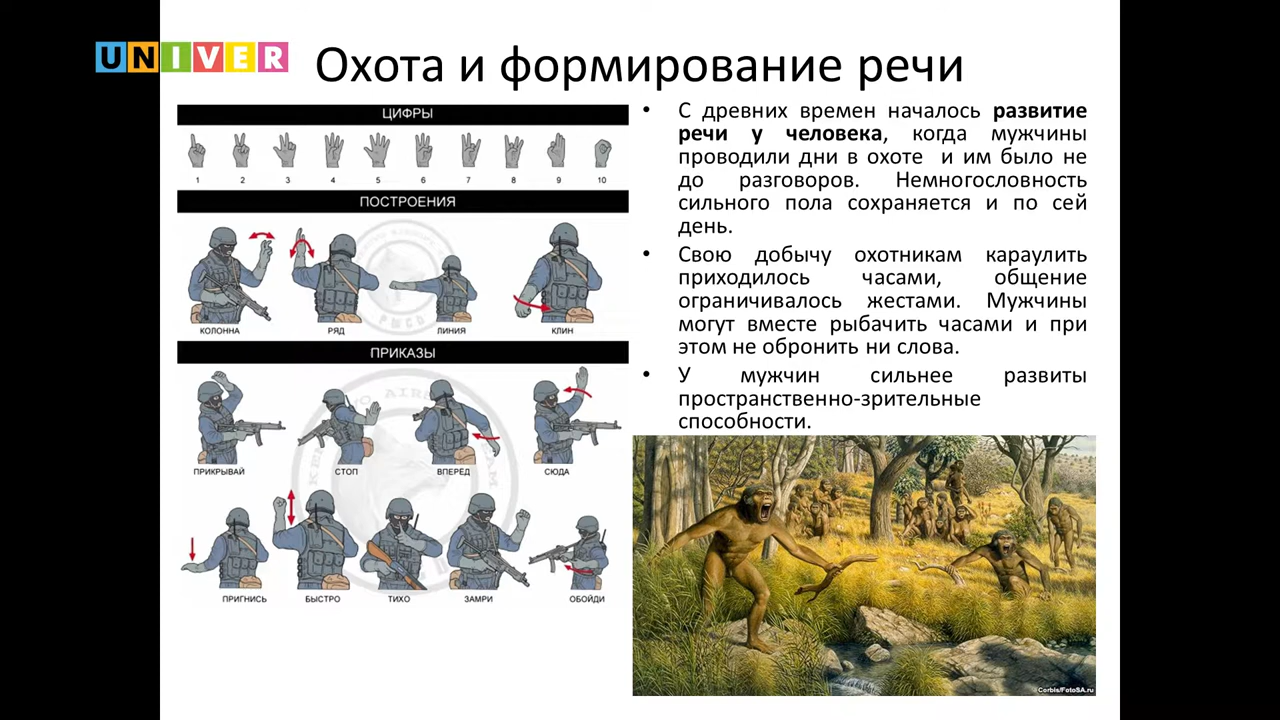 UNIVER
Охота и формирование речи
ЦИФРЫ
1 2 3 4 5 6 7 8 9 10
ПОСТРОЕНИЯ
КОЛОННА РЯД ЛИНИЯ КЛИН
ПРИКАЗЫ
ПРИКРЫВАЙ СТОП ВПЕРЁД СЮДА
ПРИГНИСЬ БЫСТРО ТИХО ЗАМРИ ОБОЙДИ
• С древних времен началось развитие
речи у человека, когда мужчины
проводили дни в охоте и им было не
до разговоров. Немногословность
сильного пола сохраняется и по сей
день.
• Свою добычу охотникам караулить
приходилось часами, общение
ограничивалось жестами. Мужчины
могут вместе рыбачить часами и при
этом не обронить ни слова.
• У мужчин сильнее развиты
пространственно-зрительные
способности.
Corbis/FotoSA.ru